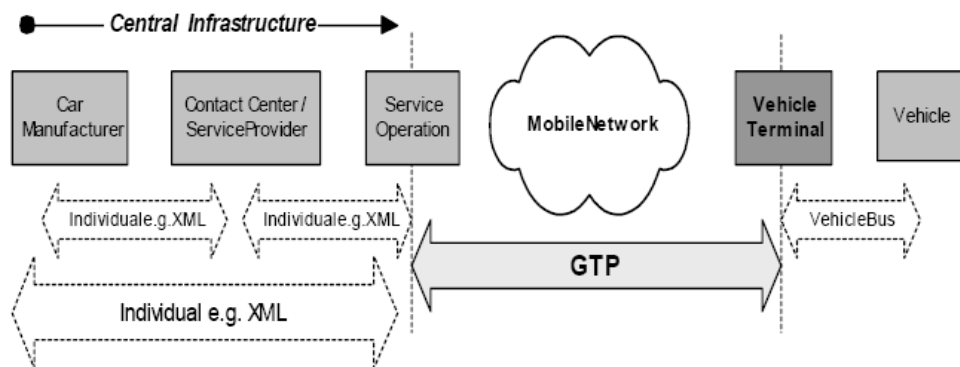 Central Infrastructure
Car
Manufacturer
Contact Center /
ServiceProvider
Service
Operation
MobileNetwork
Vehicle
Terminal
Vehicle
Individuale.g.XML
Individuale.g.XML
VehicleBus
GTP
Individual e.g. XML